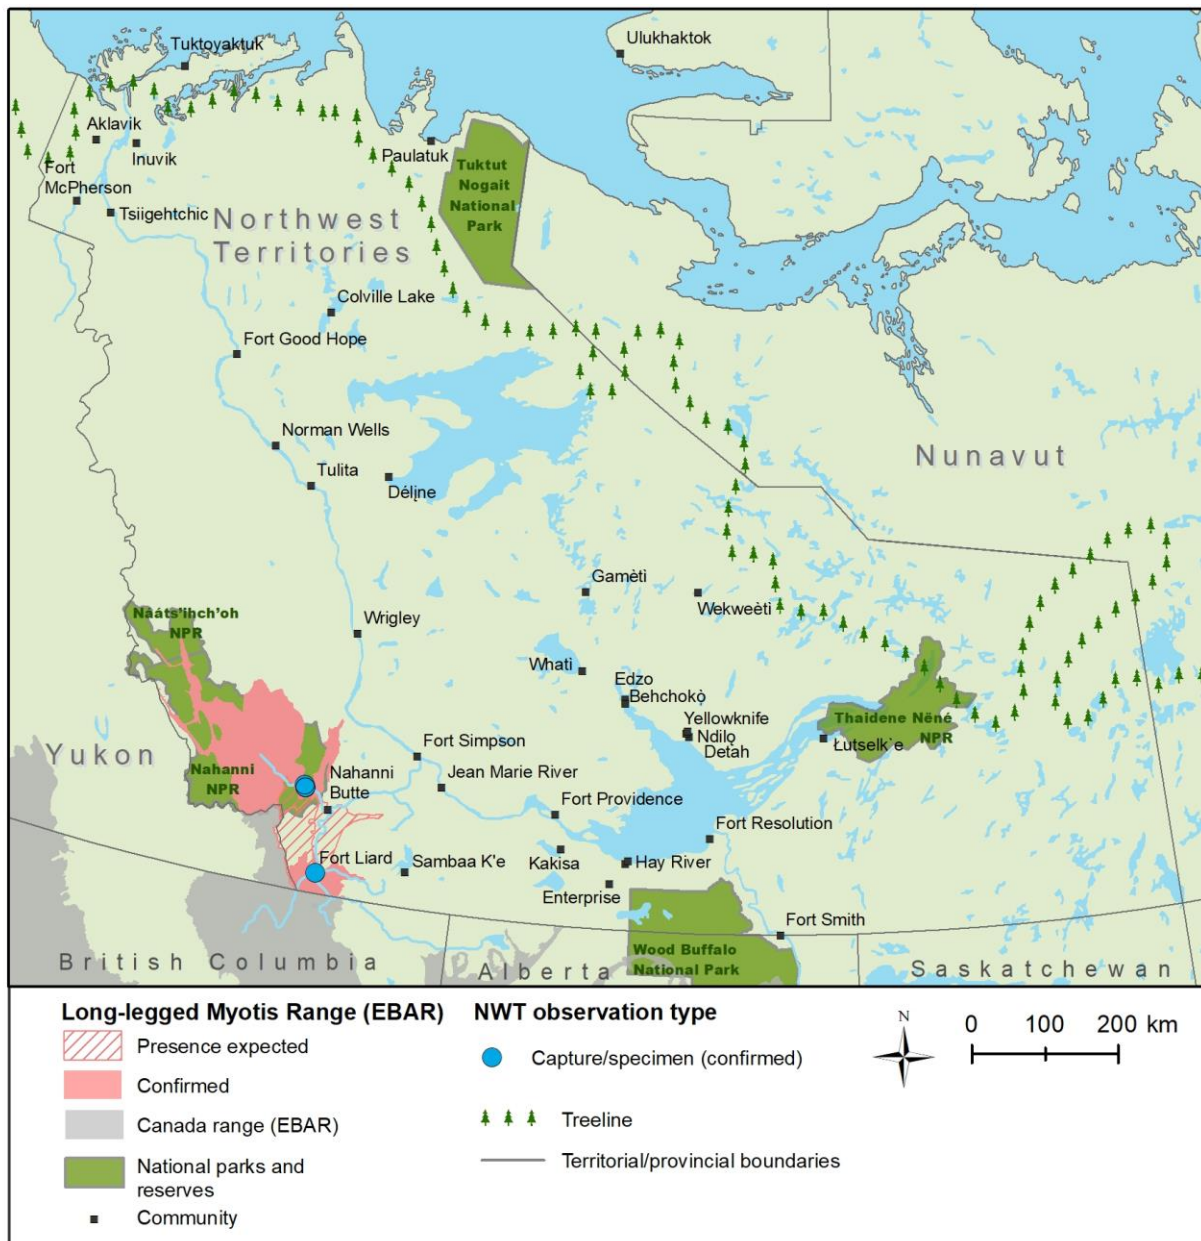 Ulukhaktok
Tuktoyaktuk
Aklavik
Inuvik
Paulatuk
Fort
McPherson
Tuktut
Nogait
National
Park
Tsiigehtchic
Northwest
Territories
Colville Lake
Fort Good Hope
Norman Wells
Nunavut
Tulita
Délįne
Gamètì
Wekweètì
Nááts'ihch'oh
NPR
Wrigley
Whatì
Edzo
Behchokǫ̀
Yellowknife
Ndilǫ
Detah
Thaidene Nëné
NPR
Łutselk'e
Yukon
Fort Simpson
Nahanni
NPR
Nahanni
Butte
Jean Marie River
Fort Providence
Fort Resolution
Fort Liard
Sambaa K'e
Kakisa
Hay River
Enterprise
Fort Smith
Wood Buffalo
National Park
British Columbia
Alberta
Saskatchewan
Long-legged Myotis Range (EBAR)
Presence expected
Confirmed
Canada range (EBAR)
National parks and
reserves
Community
NWT observation type
Capture/specimen (confirmed)
Treeline
Territorial/provincial boundaries
N
0 100 200 km